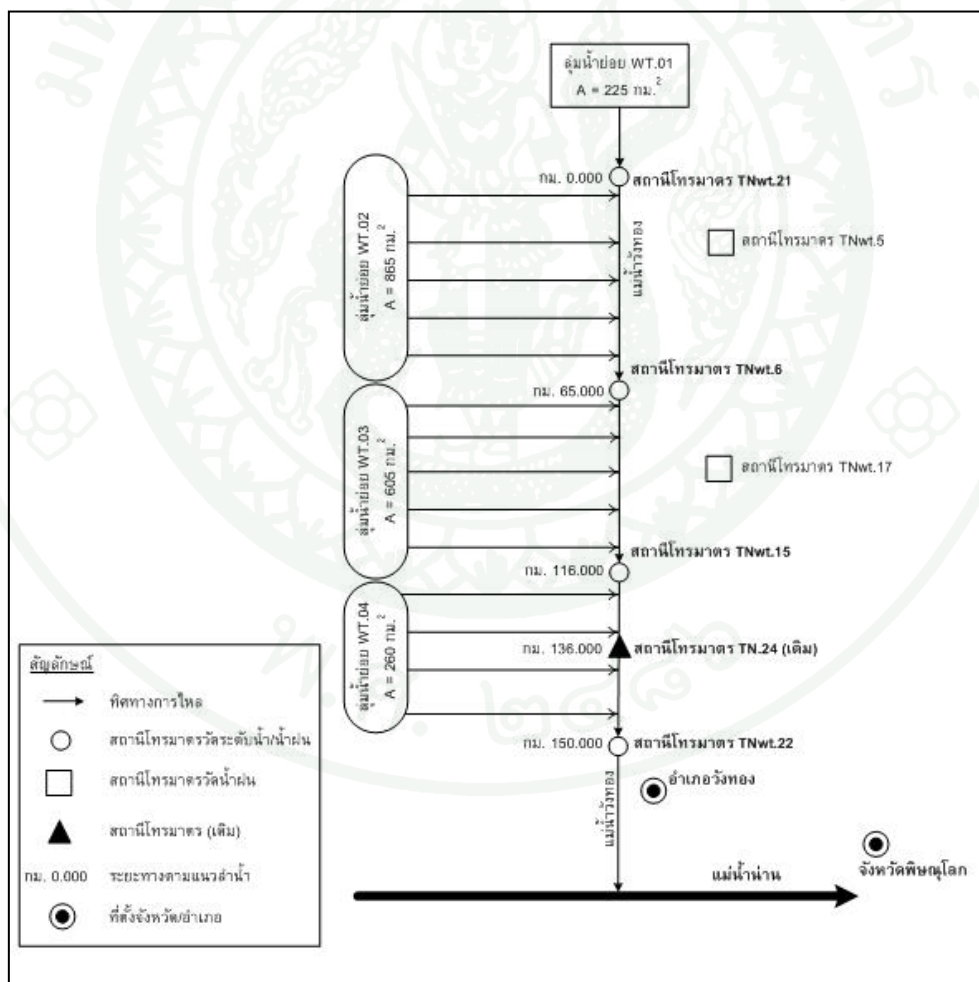 ลุ่มน้ำย่อย WT.01
A = 225 กม.²
กม. 0.000
สถานีโทรมาตร TNwt.21
ลุ่มน้ำย่อย WT.02
A = 865 กม.²
แม่น้ำวังทอง
สถานีโทรมาตร TNwt.5
สถานีโทรมาตร TNwt.6
กม. 65.000
ลุ่มน้ำย่อย WT.03
A = 605 กม.²
สถานีโทรมาตร TNwt.17
สถานีโทรมาตร TNwt.15
กม. 116.000
ลุ่มน้ำย่อย WT.04
A = 260 กม.²
กม. 136.000
สถานีโทรมาตร TN.24 (เดิม)
กม. 150.000
สถานีโทรมาตร TNwt.22
แม่น้ำวังทอง
อำเภอวังทอง
แม่น้ำน่าน
จังหวัดพิษณุโลก
สัญลักษณ์
ทิศทางการไหล
สถานีโทรมาตรวัดระดับน้ำ/น้ำฝน
สถานีโทรมาตรวัดน้ำฝน
สถานีโทรมาตร (เดิม)
กม. 0.000
ระยะทางตามแนวลำน้ำ
ที่ตั้งจังหวัด/อำเภอ
พ.ศ. ๒๔๘๖